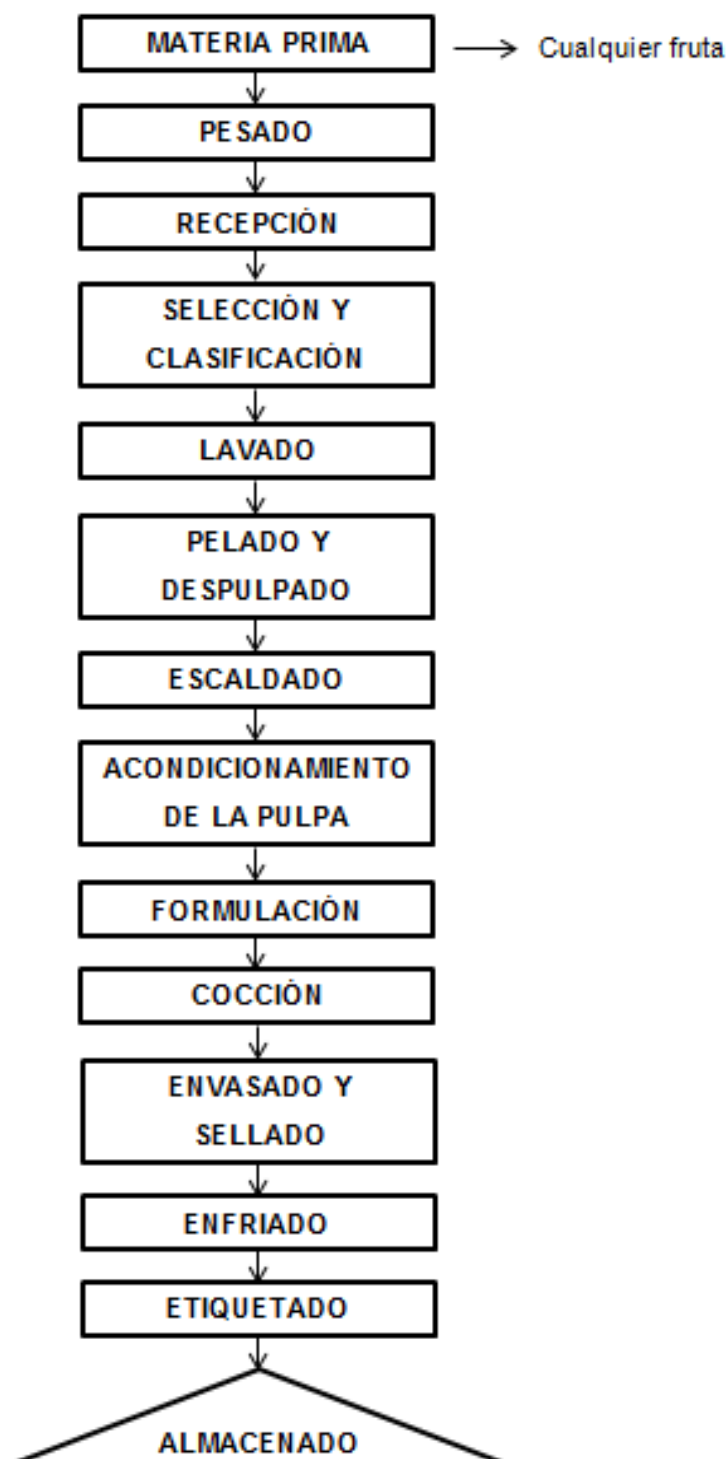 MATERIA PRIMA
Cualquier fruta
PESADO
RECEPCIÓN
SELECCIÓN Y
CLASIFICACIÓN
LAVADO
PELADO Y
DESPULPADO
ESCALDADO
ACONDICIONAMIENTO
DE LA PULPA
FORMULACIÓN
COCCIÓN
ENVASADO Y
SELLADO
ENFRIADO
ETIQUETADO
ALMACENADO